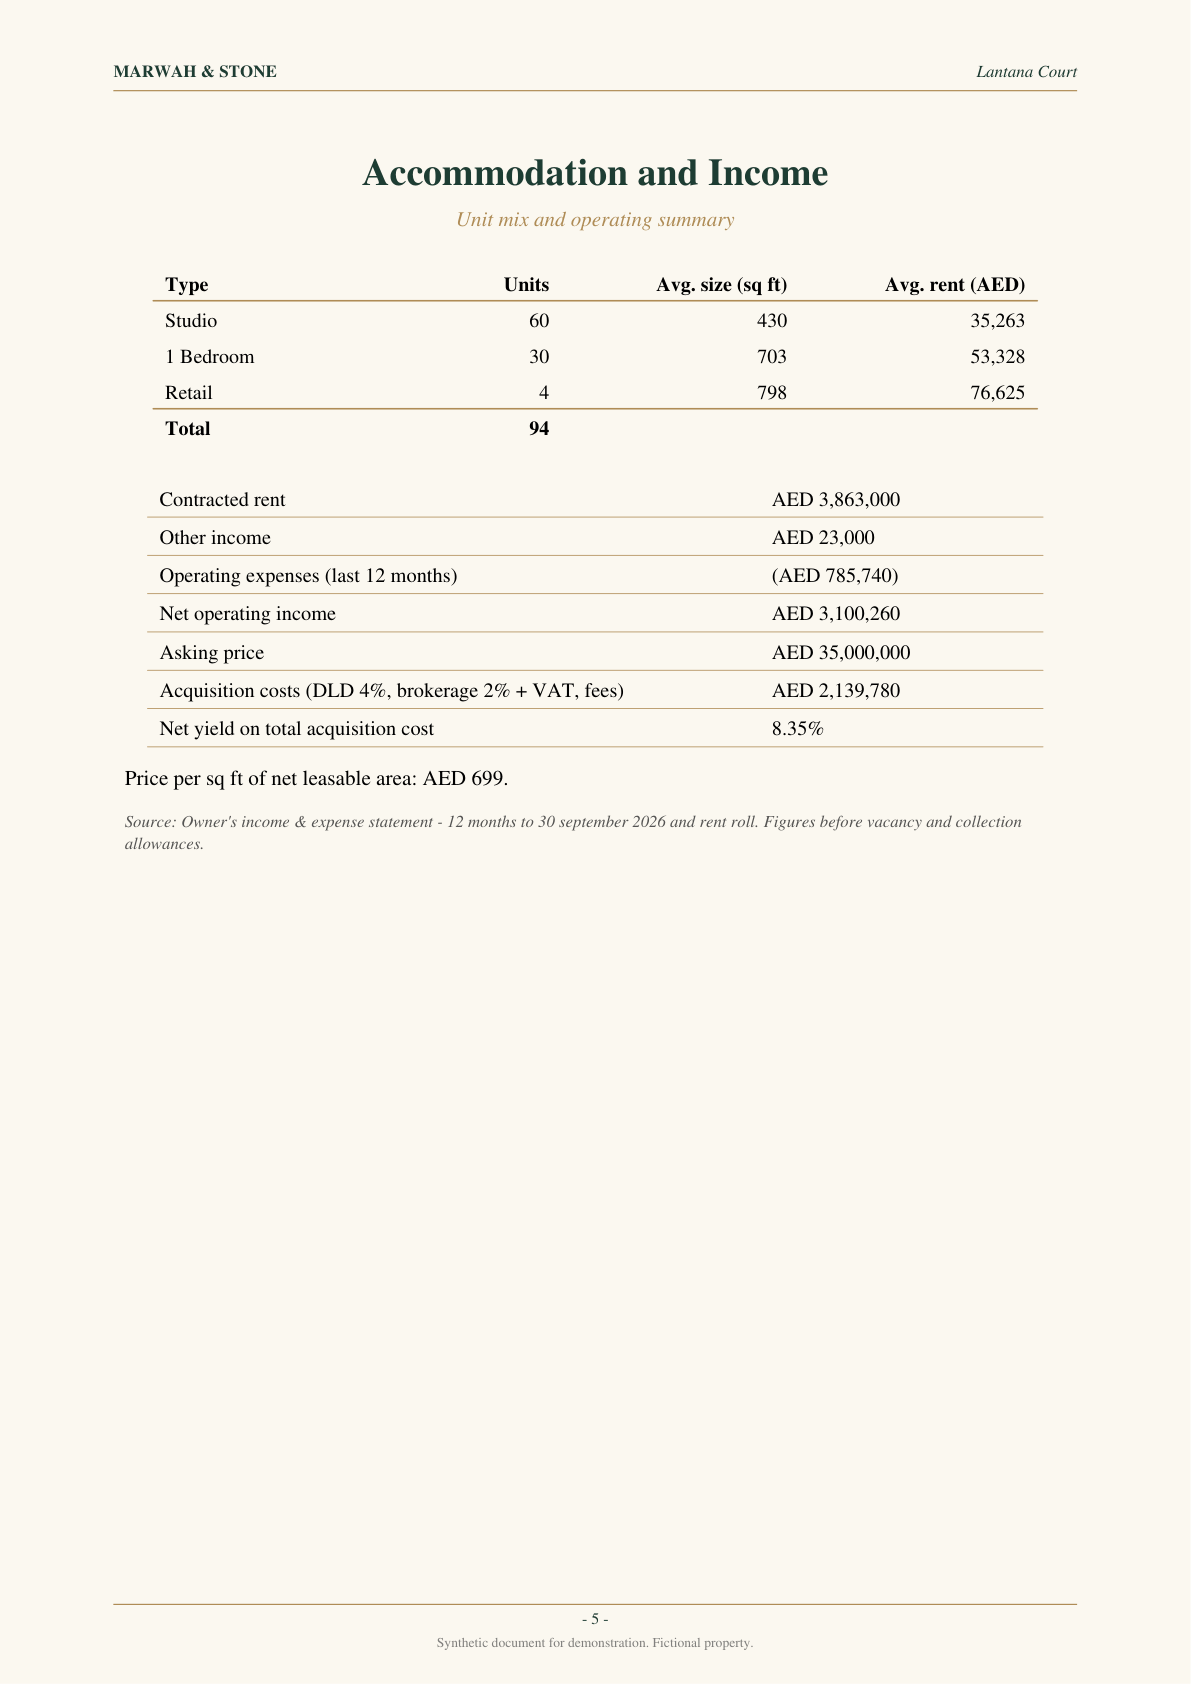 MARWAH & STONE Lantana Court
Accommodation and Income
Unit mix and operating summary
Type Units Avg. size (sq ft) Avg. rent (AED)
Studio 60 430 35,263
1 Bedroom 30 703 53,328
Retail 4 798 76,625
Total 94
Contracted rent AED 3,863,000
Other income AED 23,000
Operating expenses (last 12 months) (AED 785,740)
Net operating income AED 3,100,260
Asking price AED 35,000,000
Acquisition costs (DLD 4%, brokerage 2% + VAT, fees) AED 2,139,780
Net yield on total acquisition cost 8.35%
Price per sq ft of net leasable area: AED 699.
Source: Owner's income & expense statement - 12 months to 30 september 2026 and rent roll. Figures before vacancy and collection
allowances.
- 5 -
Synthetic document for demonstration. Fictional property.